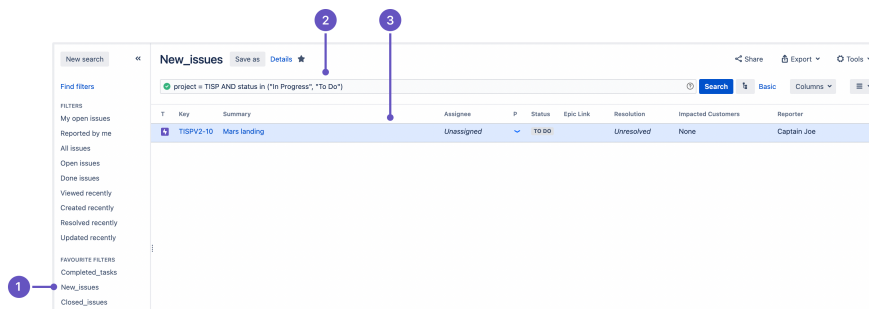 2
3
New search
«
New_issues
Save as
Details
Share
Export
Tools
Find filters
project = TISP AND status in ("In Progress", "To Do")
Search
Basic
Columns
FILTERS
My open issues
Reported by me
All issues
Open issues
Done issues
Viewed recently
Created recently
Resolved recently
Updated recently
T Key Summary Assignee P Status Epic Link Resolution Impacted Customers Reporter
TISPV2-10 Mars landing Unassigned TO DO Unresolved None Captain Joe
FAVOURITE FILTERS
Completed_tasks
1
New_issues
Closed_issues